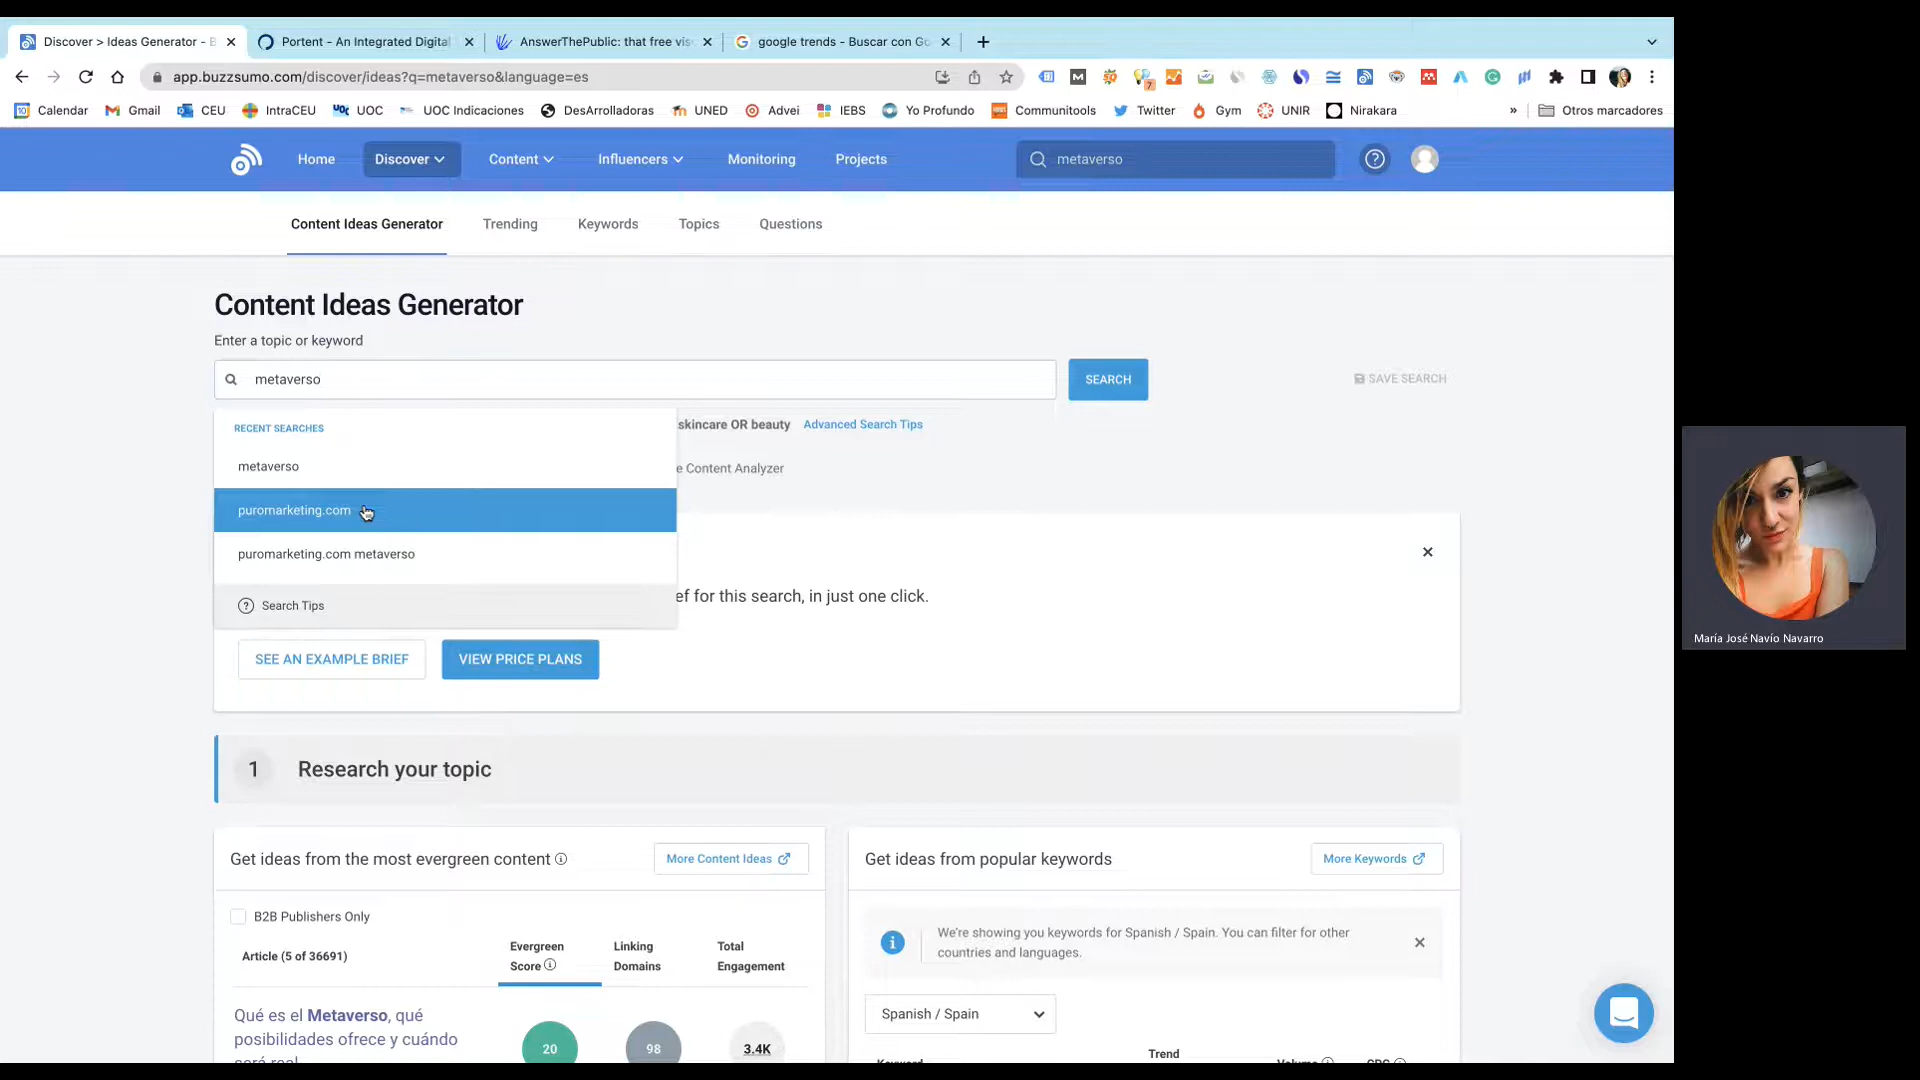 Discover > Ideas Generator - B
Portent - An Integrated Digital
AnswerThePublic: that free vis
google trends - Buscar con Go
app.buzzsumo.com/discover/ideas?q=metaverso&language=es
Calendar
Gmail
CEU
IntraCEU
UOC
UOC Indicaciones
DesArrolladoras
UNED
Advei
IEBS
Yo Profundo
Communitools
Twitter
Gym
UNIR
Nirakara
»
Otros marcadores
Home
Discover
Content
Influencers
Monitoring
Projects
metaverso
Content Ideas Generator
Trending
Keywords
Topics
Questions
Content Ideas Generator
Enter a topic or keyword
metaverso
SEARCH
SAVE SEARCH
RECENT SEARCHES
skincare OR beauty
Advanced Search Tips
metaverso
e Content Analyzer
puromarketing.com
puromarketing.com metaverso
ef for this search, in just one click.
Search Tips
María José Navío Navarro
SEE AN EXAMPLE BRIEF
VIEW PRICE PLANS
1
Research your topic
Get ideas from the most evergreen content
More Content Ideas
B2B Publishers Only
Article (5 of 36691)
Evergreen
Score
Linking
Domains
Total
Engagement
Qué es el Metaverso, qué
posibilidades ofrece y cuándo
será real
20
98
3.4K
Get ideas from popular keywords
More Keywords
We're showing you keywords for Spanish / Spain. You can filter for other
countries and languages.
Spanish / Spain
Keyword
Trend
Volume
CPC